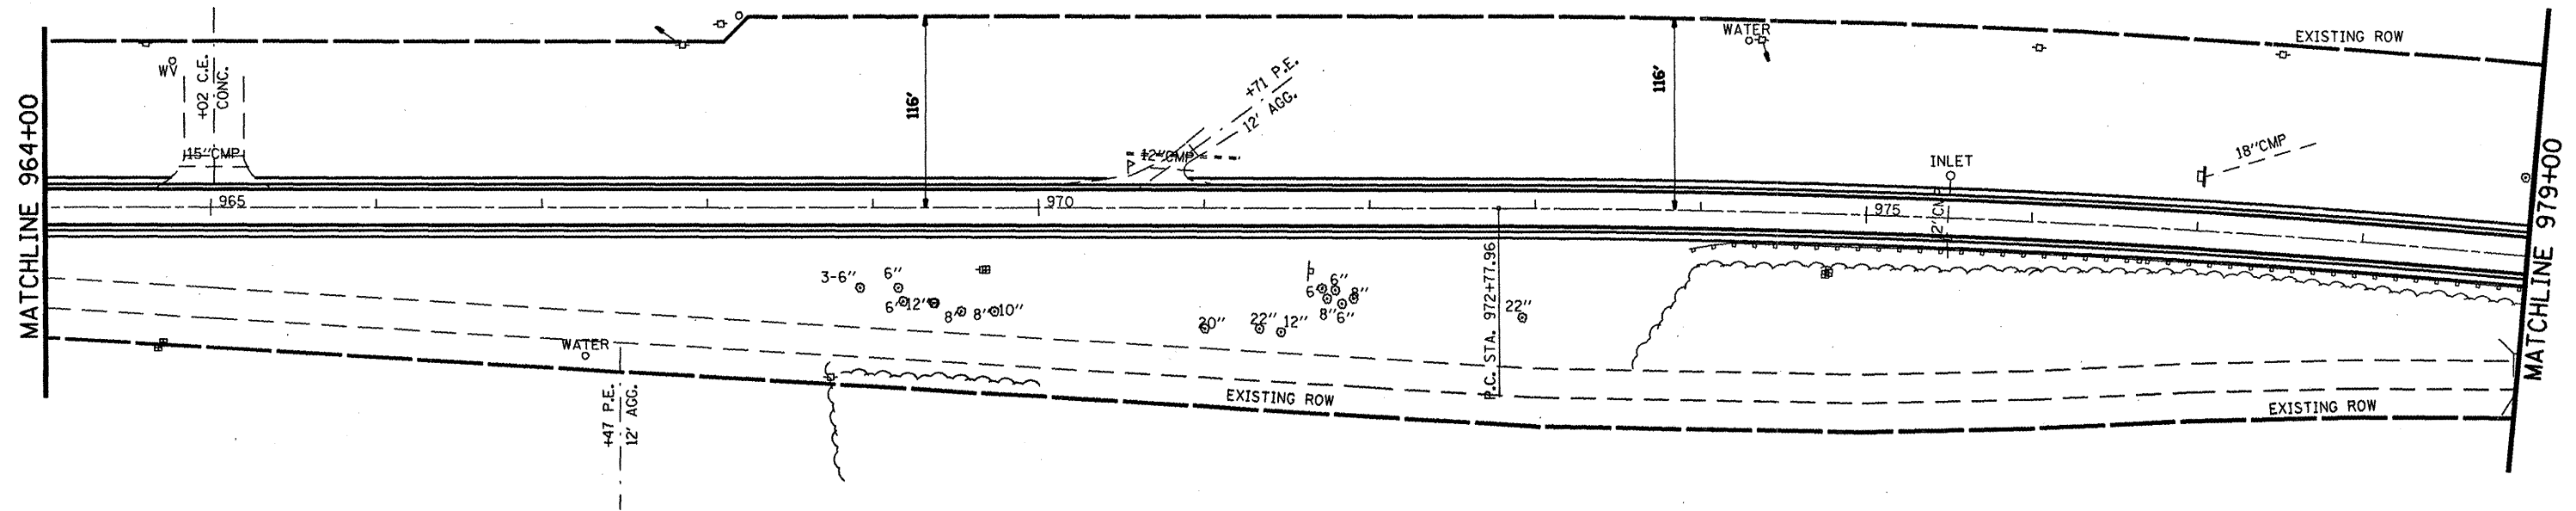 MATCHLINE 964+00
WV
+02 C.E.
CONC.
15"CMP
116'
+71 P.E.
12' AGG.
12"CMP
116'
WATER
EXISTING ROW
INLET
18"CMP
MATCHLINE 979+00
965
970
975
3-6"
6"
6"
12"
8"
8"
10"
20"
22"
12"
6"
6"
8"
8"
6"
P.C. STA. 972+77.96
22"
WATER
+47 P.E.
12' AGG.
EXISTING ROW
EXISTING ROW